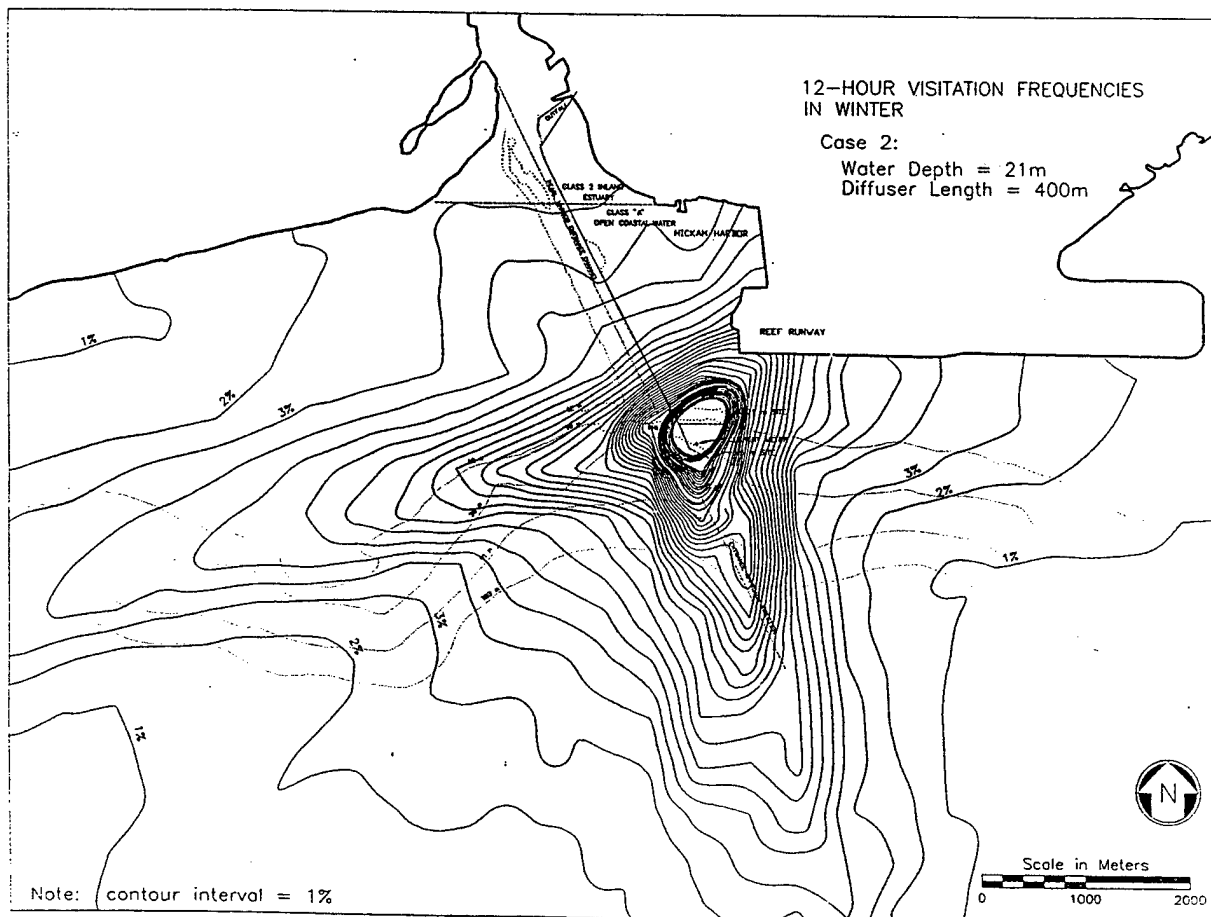 12-HOUR VISITATION FREQUENCIES
IN WINTER
Case 2:
Water Depth = 21m
Diffuser Length = 400m
CLASS 2 INLAND
ESTUARY
CLASS "A"
OPEN COASTAL WATER
HICKAM HARBOR
REEF RUNWAY
1%
2%
3%
3%
2%
1%
3%
2%
1%
N
Scale in Meters
0 1000 2000
Note: contour interval = 1%